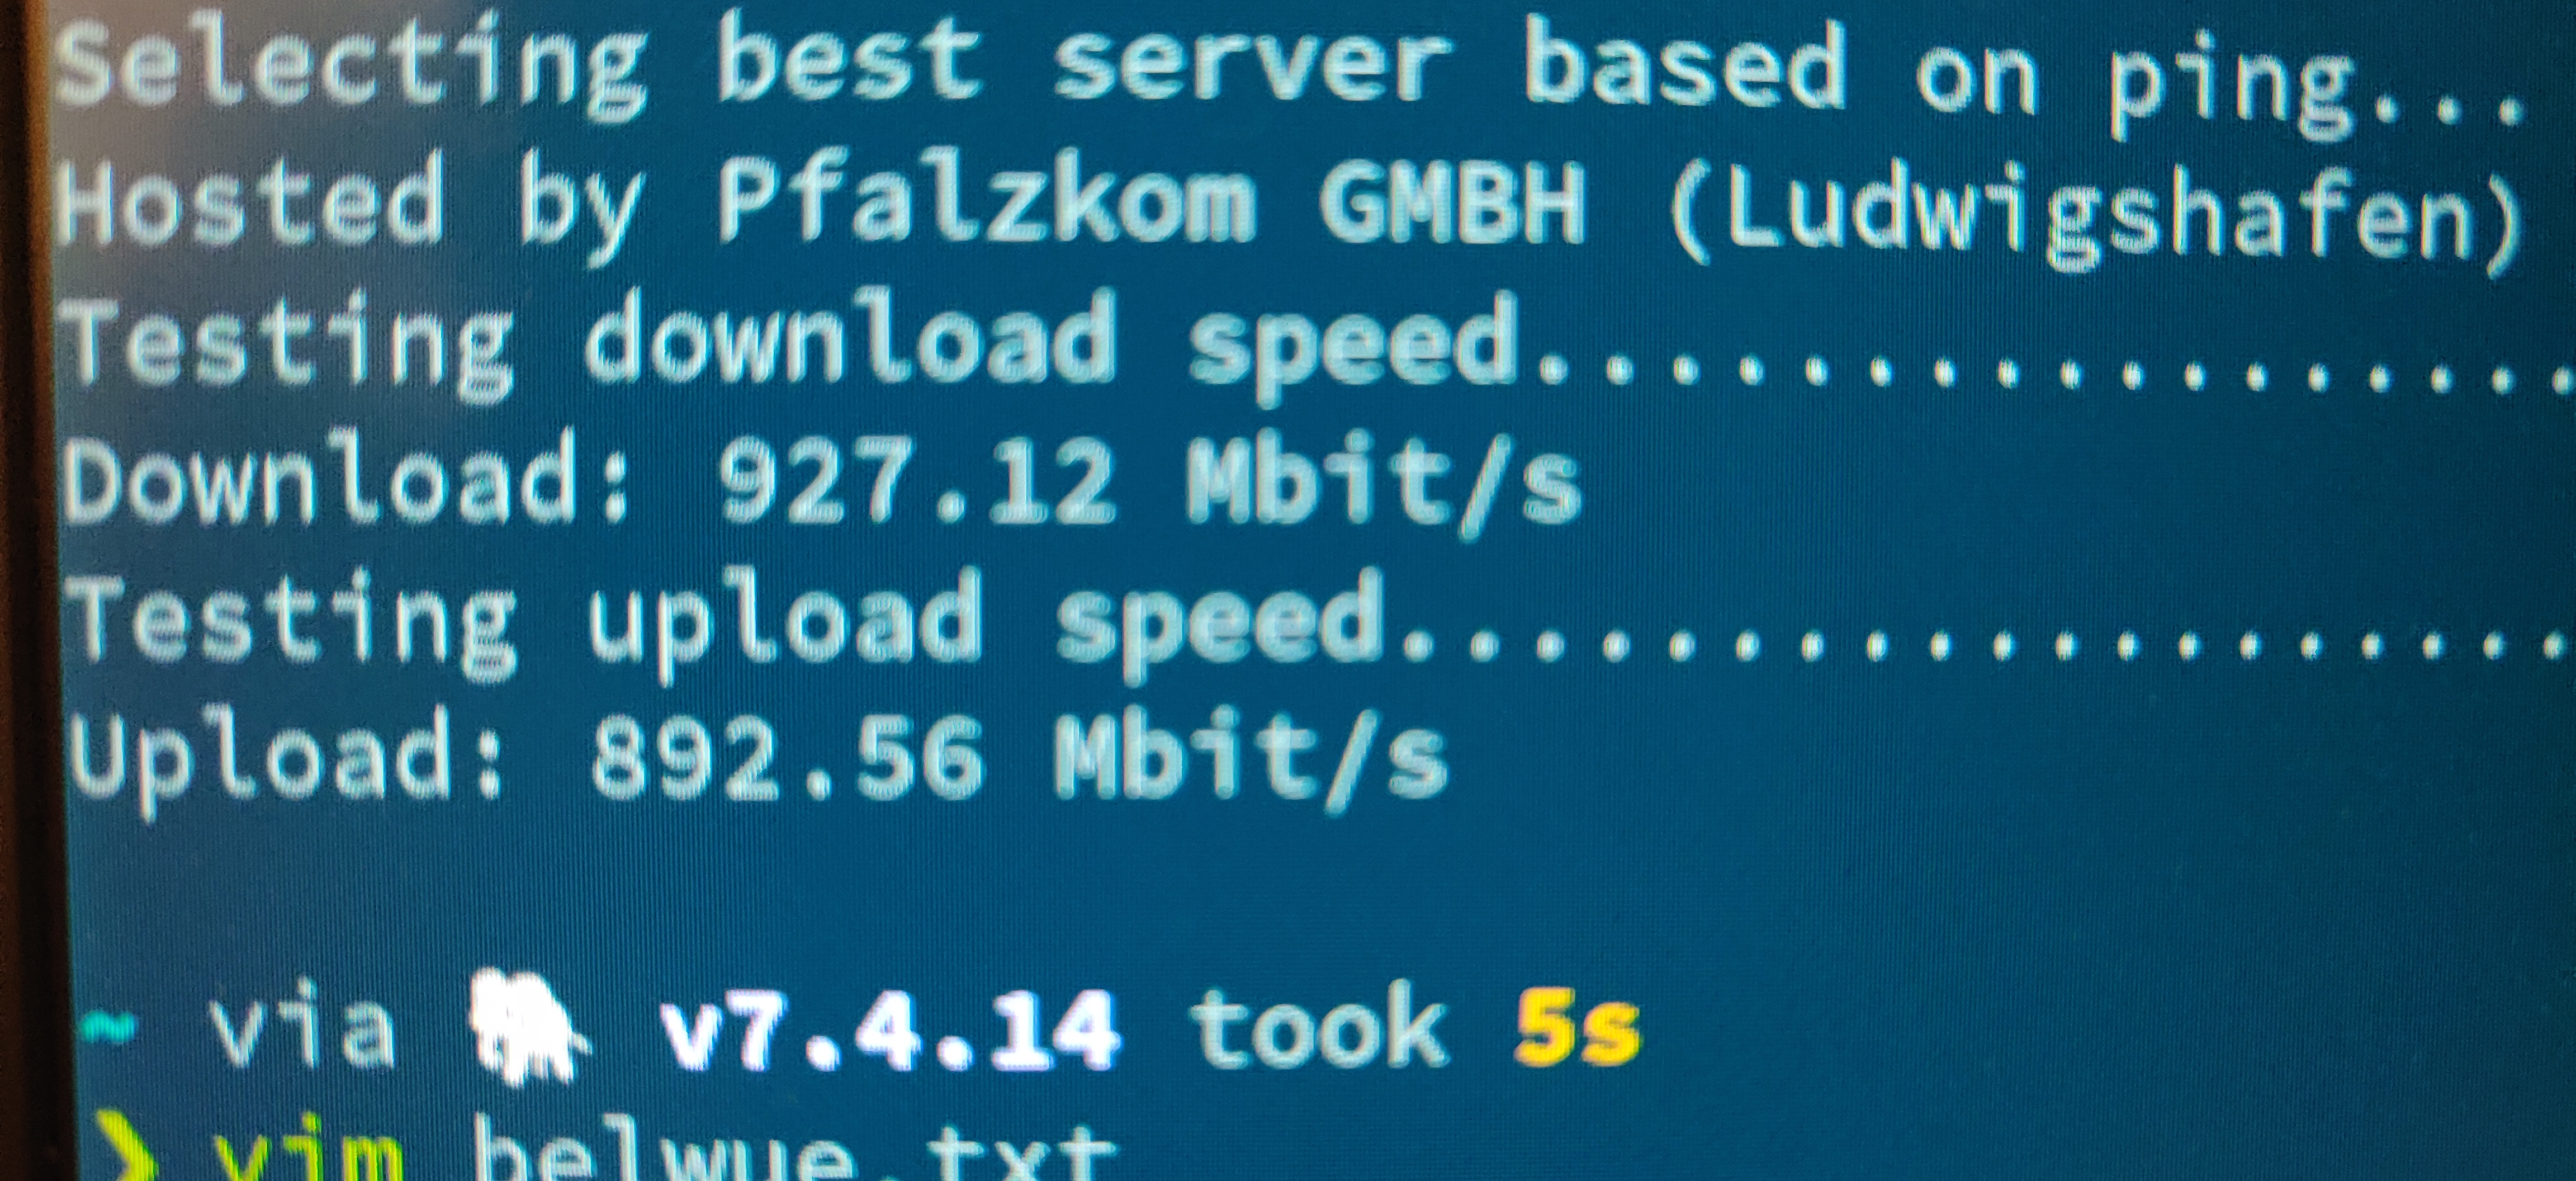 Selecting best server based on ping...
Hosted by Pfalzkom GMBH (Ludwigshafen)
Testing download speed................
Download: 927.12 Mbit/s
Testing upload speed..................
Upload: 892.56 Mbit/s
~ via 🐘 v7.4.14 took 5s
❯ vim belwue.txt